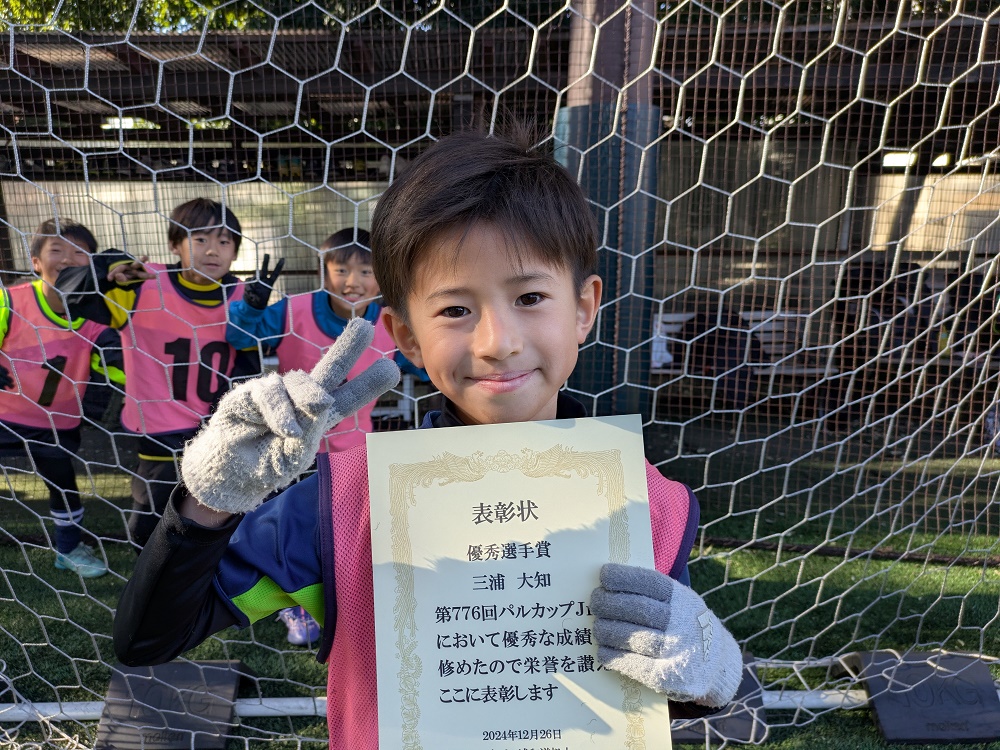 1
10
表彰状
優秀選手賞
三浦 大知
第776回パルカップJ
において優秀な成績
修めたので栄誉を讃え
ここに表彰します
2024年12月26日